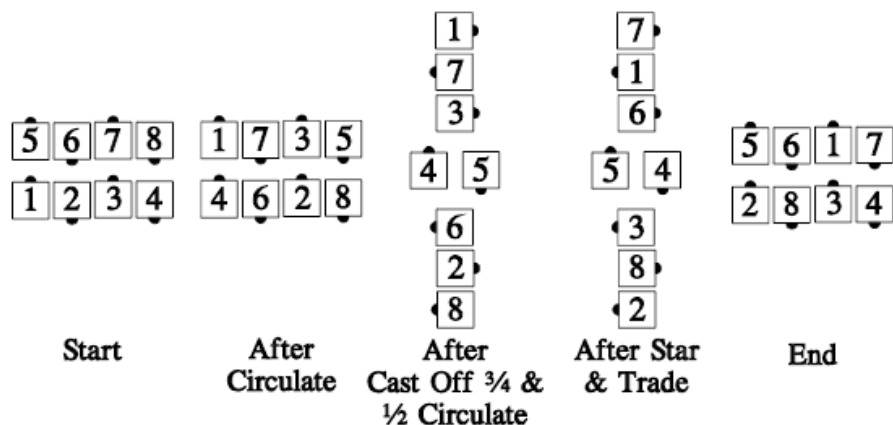 1 7
7 1
3 6
5 6 7 8 1 7 3 5 4 5 5 4 5 6 1 7
1 2 3 4 4 6 2 8 6 3 2 8 3 4
2 8
8 2
Start After After After Star End
Circulate Cast Off ¾ & & Trade
½ Circulate